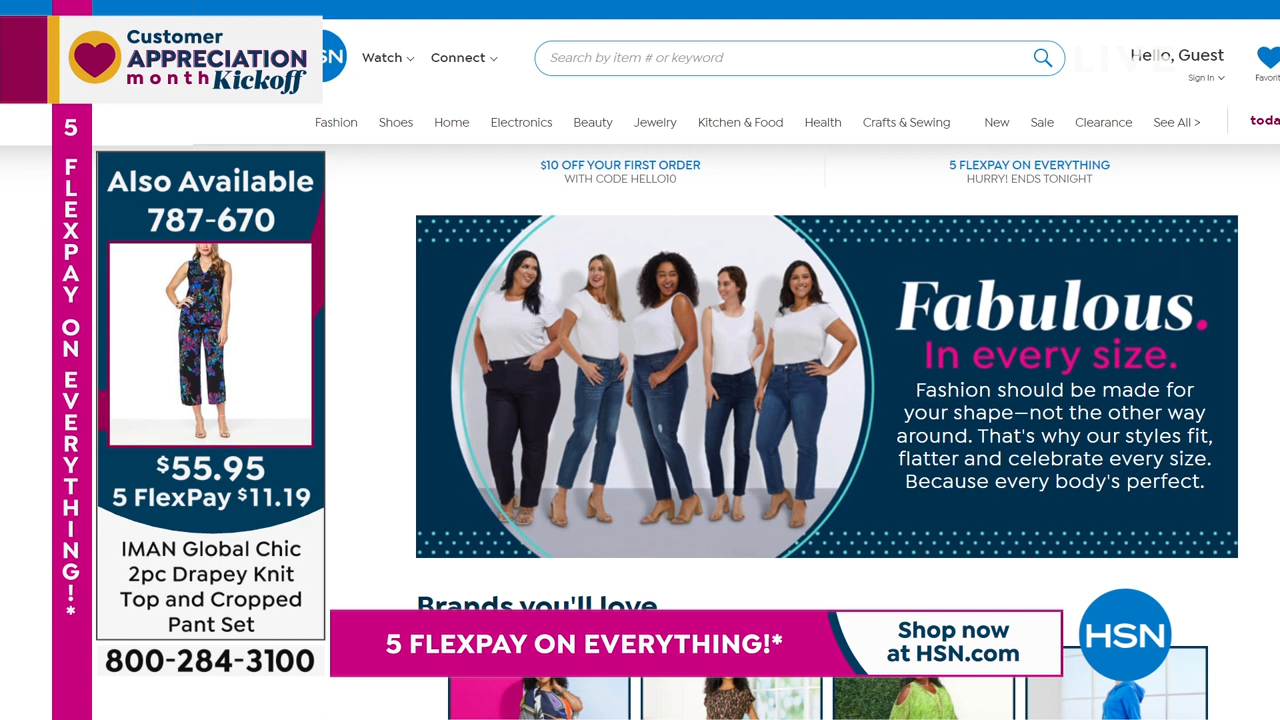 Customer
APPRECIATION
month Kickoff
SN
Watch
Connect
Search by item # or keyword
LIVE
Hello, Guest
Sign In
Favorit
Fashion
Shoes
Home
Electronics
Beauty
Jewelry
Kitchen & Food
Health
Crafts & Sewing
New
Sale
Clearance
See All >
toda
$10 OFF YOUR FIRST ORDER
WITH CODE HELLO10
5 FLEXPAY ON EVERYTHING
HURRY! ENDS TONIGHT
5 FLEXPAY ON EVERYTHING!*
Also Available
787-670
$55.95
5 FlexPay $11.19
IMAN Global Chic
2pc Drapey Knit
Top and Cropped
Pant Set
800-284-3100
Fabulous.
In every size.
Fashion should be made for
your shape—not the other way
around. That's why our styles fit,
flatter and celebrate every size.
Because every body's perfect.
Brands you'll love
5 FLEXPAY ON EVERYTHING!*
Shop now
at HSN.com
HSN